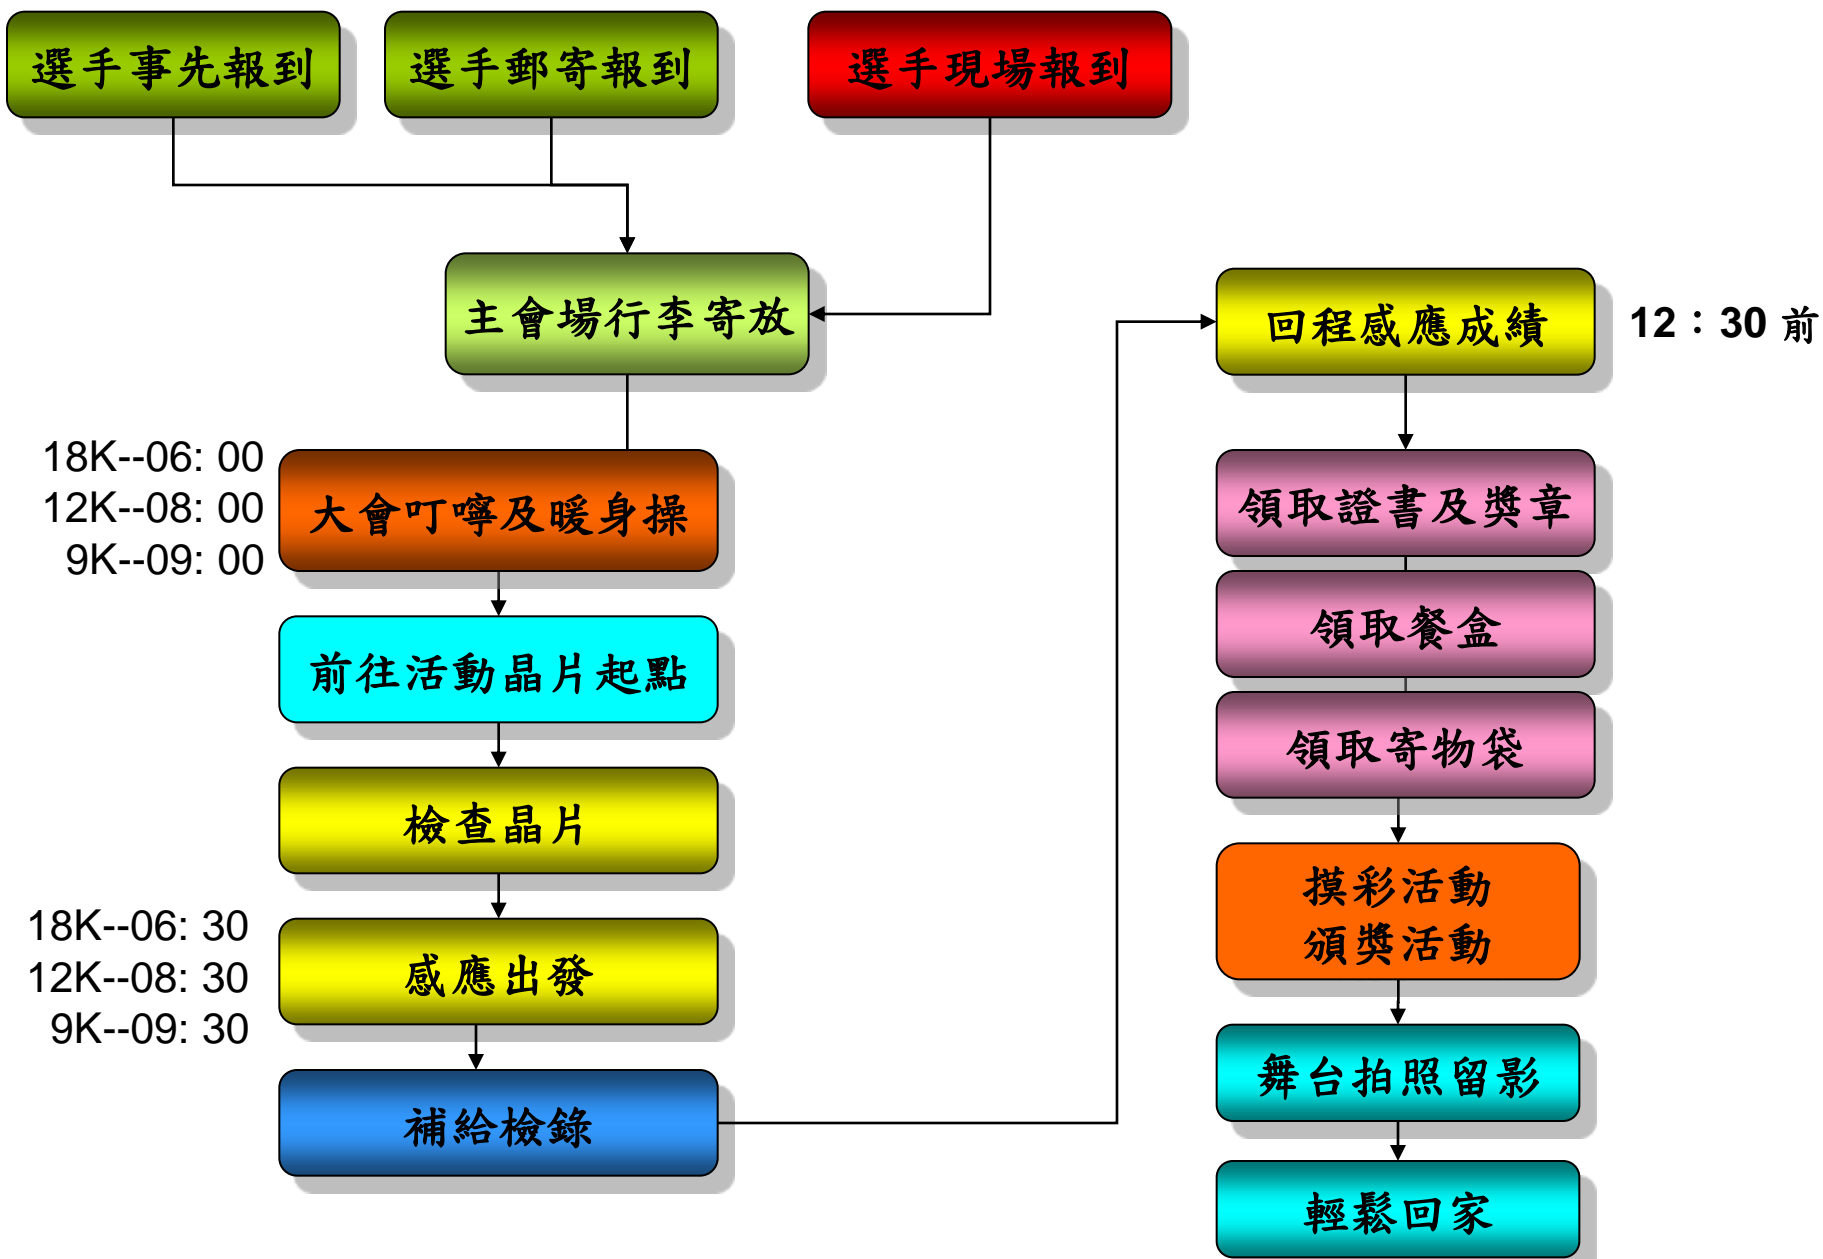 選手事先報到
選手郵寄報到
選手現場報到
主會場行李寄放
18K--06: 00
12K--08: 00
9K--09: 00
大會叮嚀及暖身操
前往活動晶片起點
檢查晶片
18K--06: 30
12K--08: 30
9K--09: 30
感應出發
補給檢錄
回程感應成績
12：30 前
領取證書及獎章
領取餐盒
領取寄物袋
摸彩活動
頒獎活動
舞台拍照留影
輕鬆回家